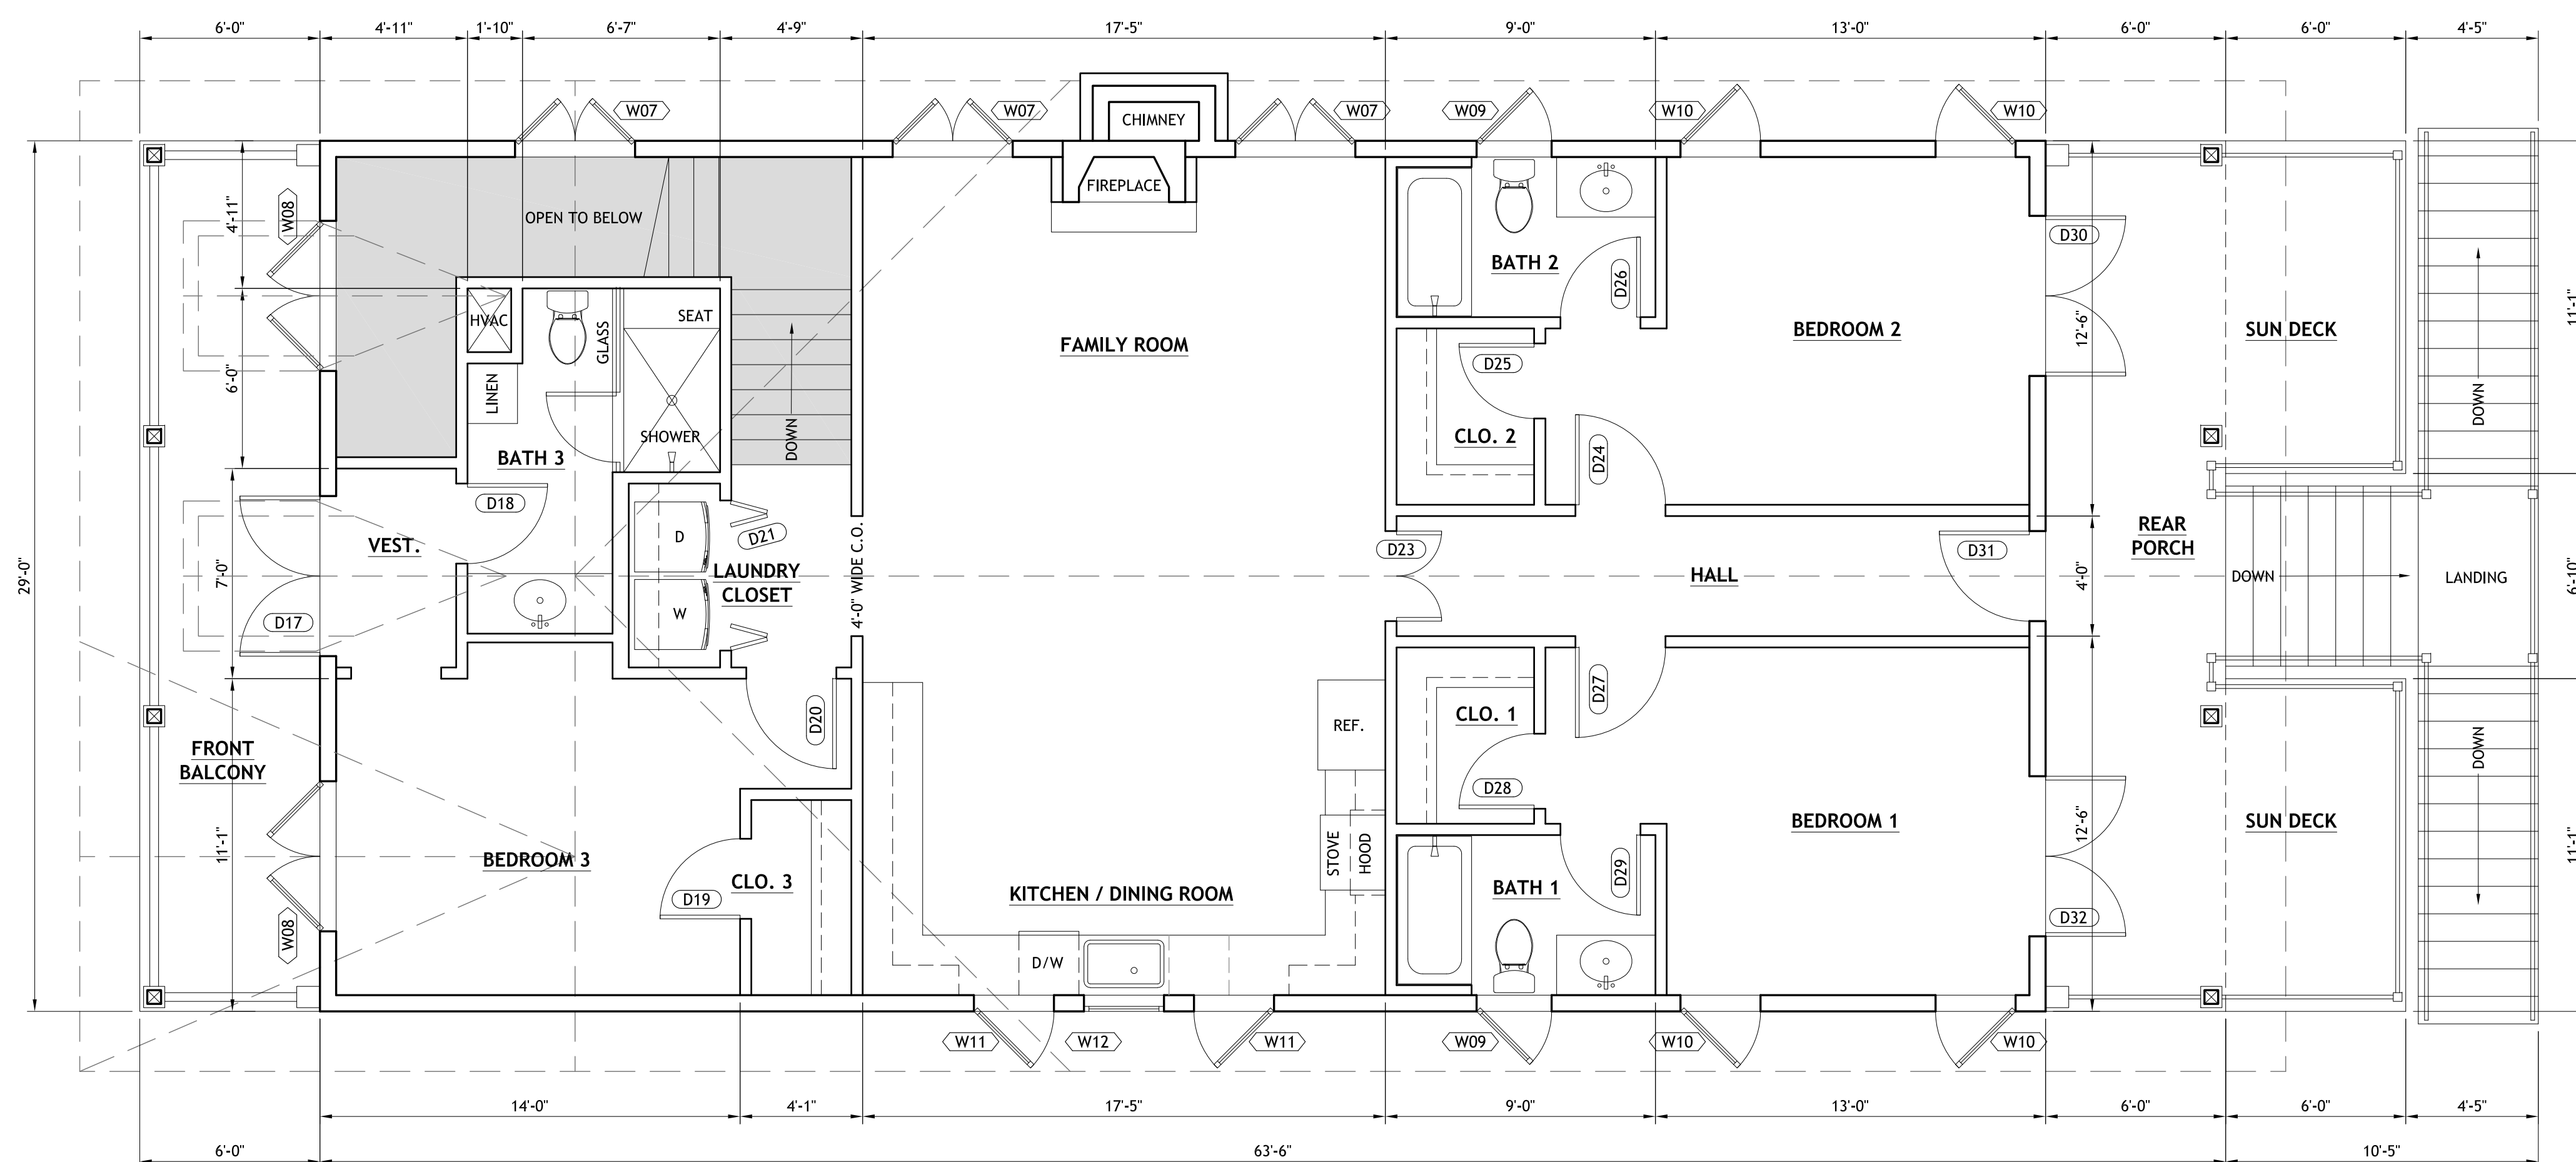 6'-0"
4'-11"
1'-10"
6'-7"
4'-9"
17'-5"
9'-0"
13'-0"
6'-0"
6'-0"
4'-5"
W07
W07
W07
W09
W10
W10
CHIMNEY
FIREPLACE
OPEN TO BELOW
W08
4'-11"
6'-0"
7'-0"
11'-1"
29'-0"
HVAC
LINEN
GLASS
SEAT
SHOWER
BATH 3
DOWN
D18
VEST.
D17
D
W
D21
LAUNDRY
CLOSET
4'-0" WIDE C.O.
D20
FRONT
BALCONY
W08
BEDROOM 3
D19
CLO. 3
FAMILY ROOM
KITCHEN / DINING ROOM
REF.
STOVE
HOOD
D/W
BATH 2
D26
D25
CLO. 2
D24
BEDROOM 2
D23
HALL
D31
CLO. 1
D27
D28
BATH 1
D29
BEDROOM 1
D30
12'-6"
4'-0"
12'-6"
D32
REAR
PORCH
SUN DECK
SUN DECK
DOWN
DOWN
DOWN
LANDING
11'-1"
6'-10"
11'-1"
W11
W12
W11
W09
W10
W10
14'-0"
4'-1"
17'-5"
9'-0"
13'-0"
6'-0"
6'-0"
4'-5"
6'-0"
63'-6"
10'-5"